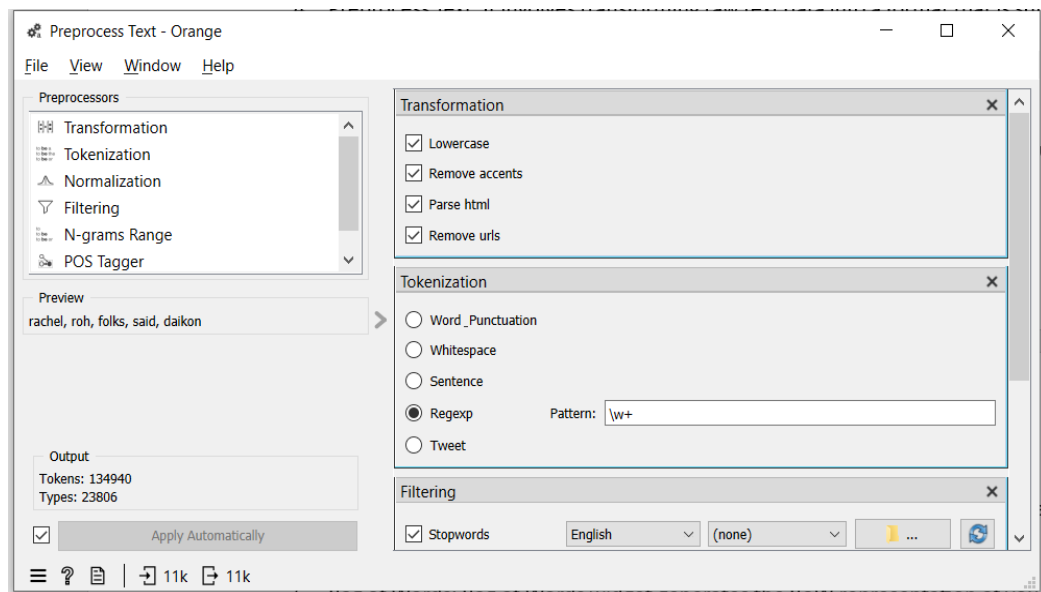 Preprocess Text - Orange
File View Window Help
Preprocessors
Transformation
Tokenization
Normalization
Filtering
N-grams Range
POS Tagger
Preview
rachel, roh, folks, said, daikon
Output
Tokens: 134940
Types: 23806
Apply Automatically
11k 11k
Transformation
Lowercase
Remove accents
Parse html
Remove urls
Tokenization
Word_Punctuation
Whitespace
Sentence
Regexp Pattern: \w+
Tweet
Filtering
Stopwords English (none) ...